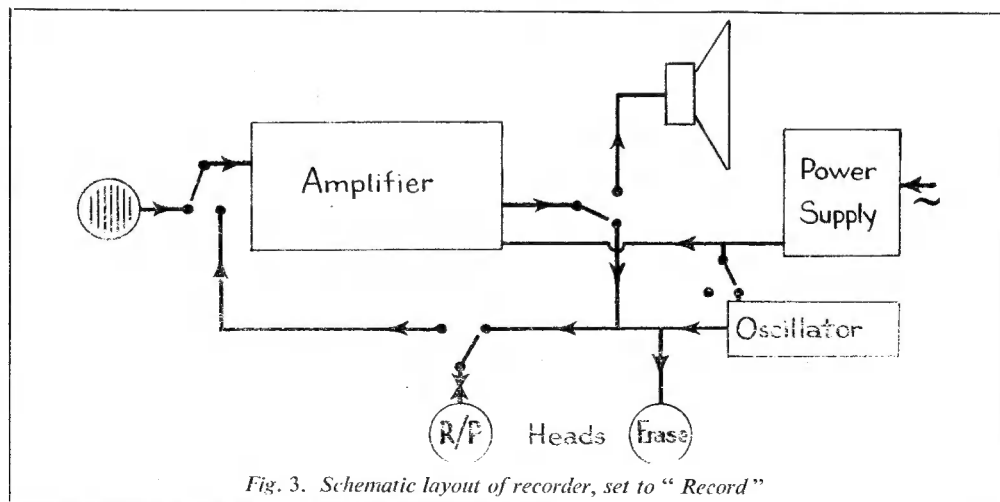 Amplifier
Power
Supply
~
Oscillator
R/P
Heads
Erase
Fig. 3. Schematic layout of recorder, set to “ Record ”